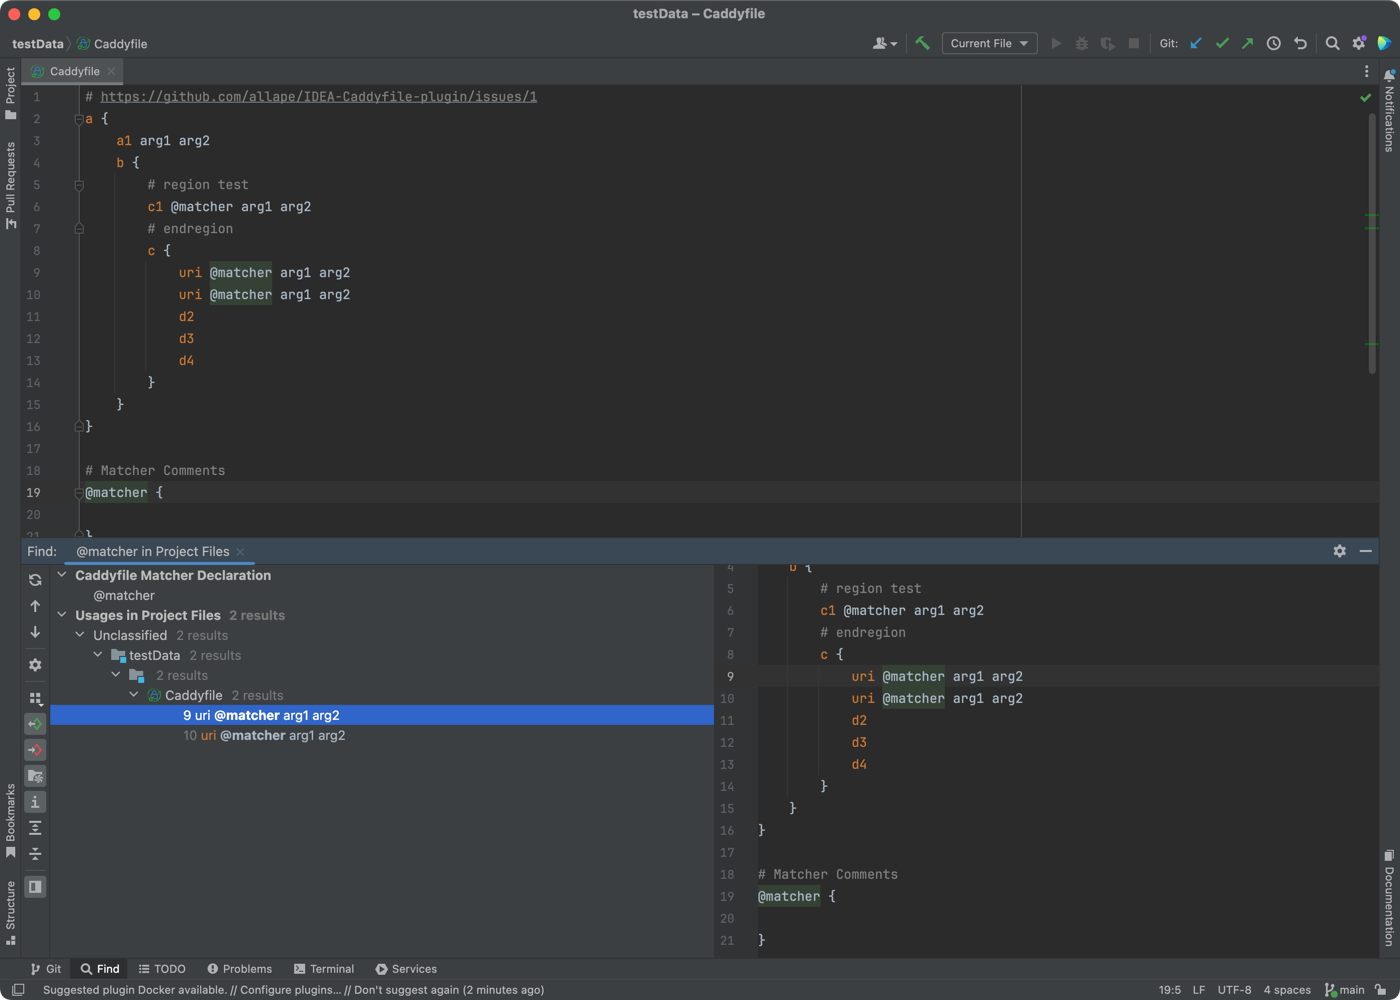 testData – Caddyfile
testData Caddyfile
Current File
Git:
Caddyfile
Project
Pull Requests
Bookmarks
Structure
Notifications
Documentation
1 # https://github.com/allape/IDEA-Caddyfile-plugin/issues/1
2 a {
3 a1 arg1 arg2
4 b {
5 # region test
6 c1 @matcher arg1 arg2
7 # endregion
8 c {
9 uri @matcher arg1 arg2
10 uri @matcher arg1 arg2
11 d2
12 d3
13 d4
14 }
15 }
16 }
17
18 # Matcher Comments
19 @matcher {
20
21 }
Find: @matcher in Project Files
Caddyfile Matcher Declaration
@matcher
Usages in Project Files 2 results
Unclassified 2 results
testData 2 results
2 results
Caddyfile 2 results
9 uri @matcher arg1 arg2
10 uri @matcher arg1 arg2
4 b {
5 # region test
6 c1 @matcher arg1 arg2
7 # endregion
8 c {
9 uri @matcher arg1 arg2
10 uri @matcher arg1 arg2
11 d2
12 d3
13 d4
14 }
15 }
16 }
17
18 # Matcher Comments
19 @matcher {
20
21 }
Git Find TODO Problems Terminal Services
Suggested plugin Docker available. // Configure plugins... // Don't suggest again (2 minutes ago) 19:5 LF UTF-8 4 spaces main